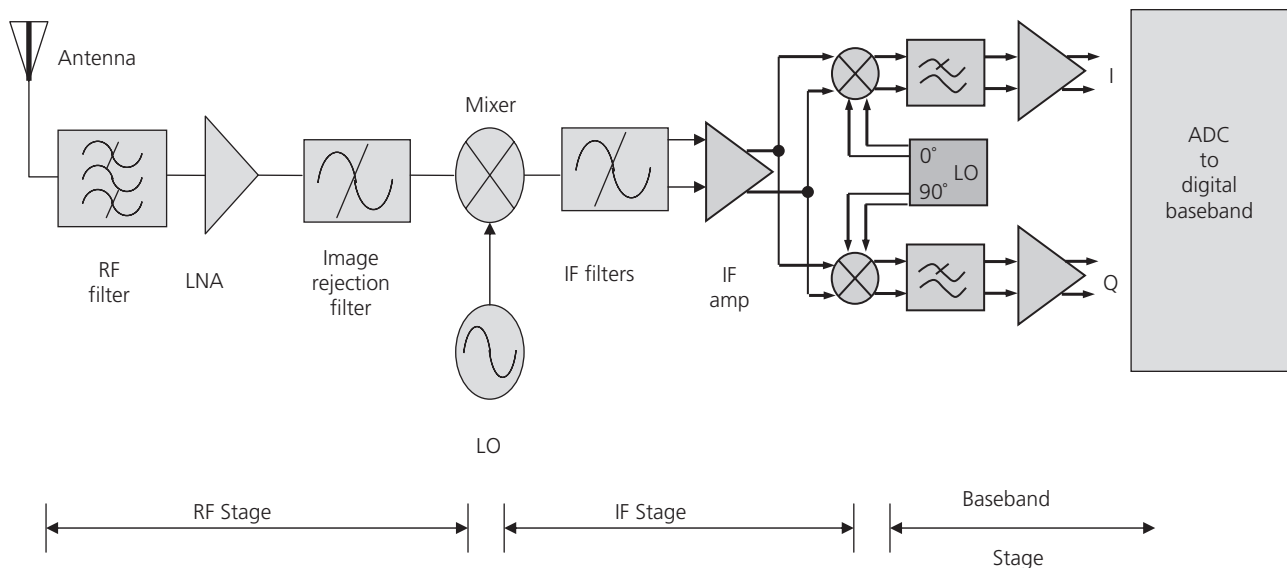 Antenna
RF
filter
LNA
Image
rejection
filter
Mixer
LO
IF filters
IF
amp
0°
90°
LO
I
Q
ADC
to
digital
baseband
RF Stage
IF Stage
Baseband
Stage